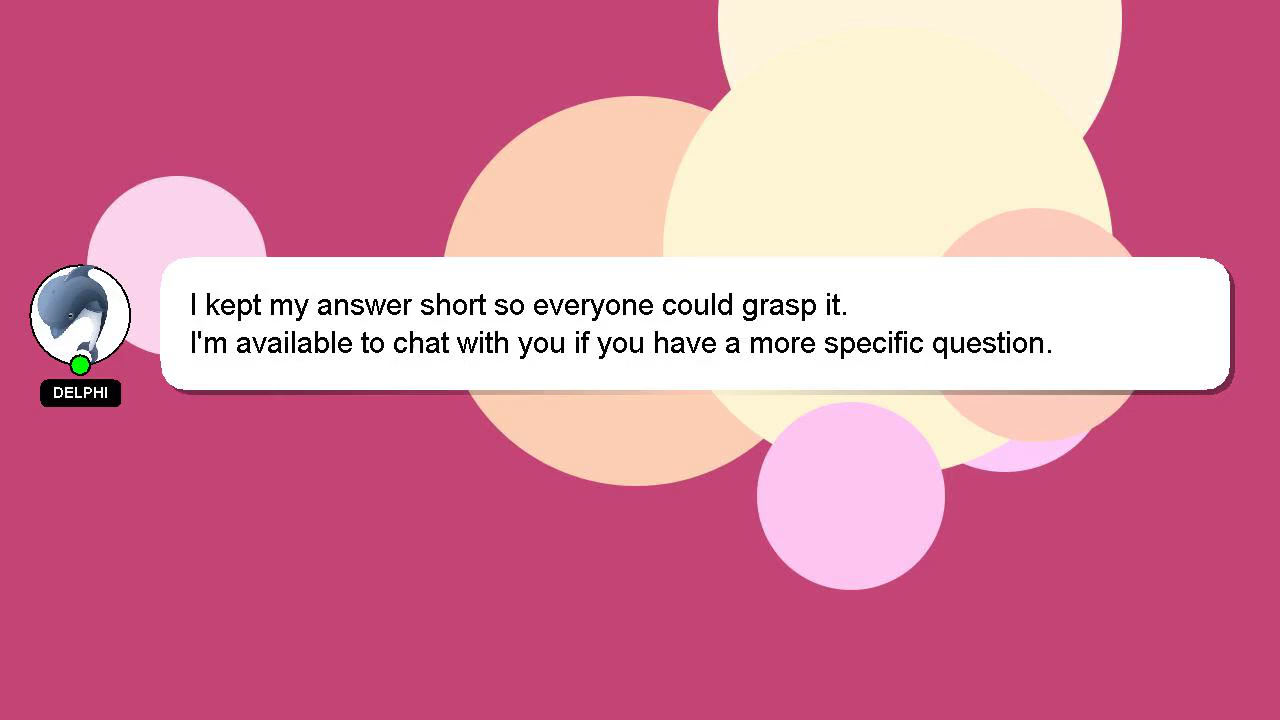 I kept my answer short so everyone could grasp it.
I'm available to chat with you if you have a more specific question.
DELPHI